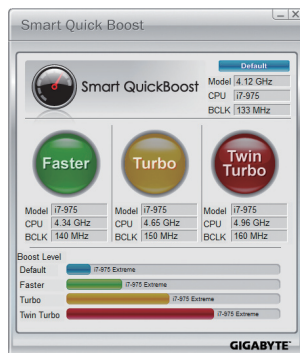 Smart Quick Boost
Default
Smart QuickBoost
Model 4.12 GHz
CPU i7-975
BCLK 133 MHz
Faster
Turbo
Twin Turbo
Model i7-975
CPU 4.34 GHz
BCLK 140 MHz
Model i7-975
CPU 4.65 GHz
BCLK 150 MHz
Model i7-975
CPU 4.96 GHz
BCLK 160 MHz
Boost Level
Default i7-975 Extreme
Faster i7-975 Extreme
Turbo i7-975 Extreme
Twin Turbo i7-975 Extreme
GIGABYTE